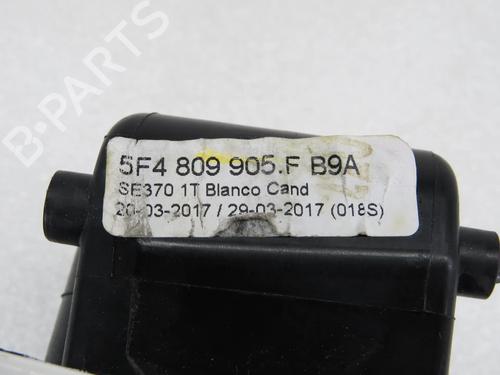 5F4 809 905.F B9A
SE370 1T Blanco Cand
20-03-2017 / 29-03-2017 (018S)
B-PARTS